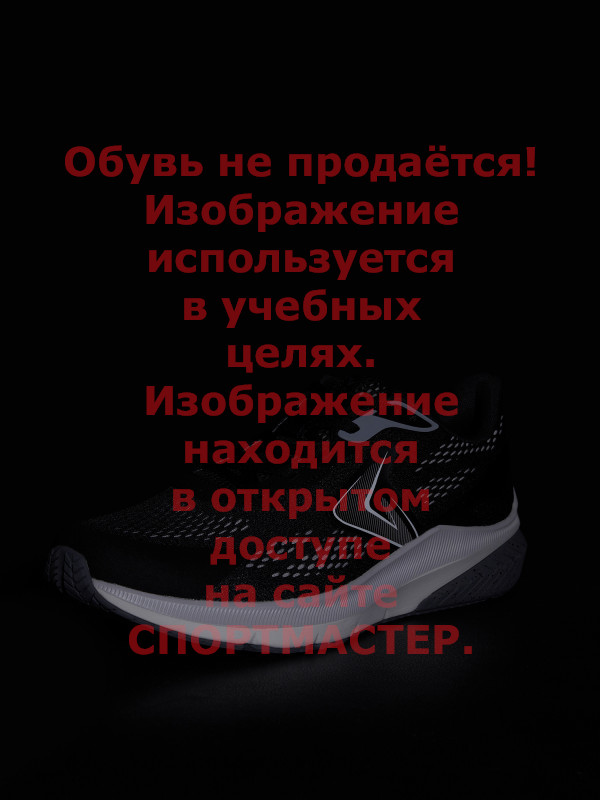 Обувь не продаётся!
Изображение
используется
в учебных
целях.
Изображение
находится
в открытом
доступе
на сайте
СПОРТМАСТЕР.